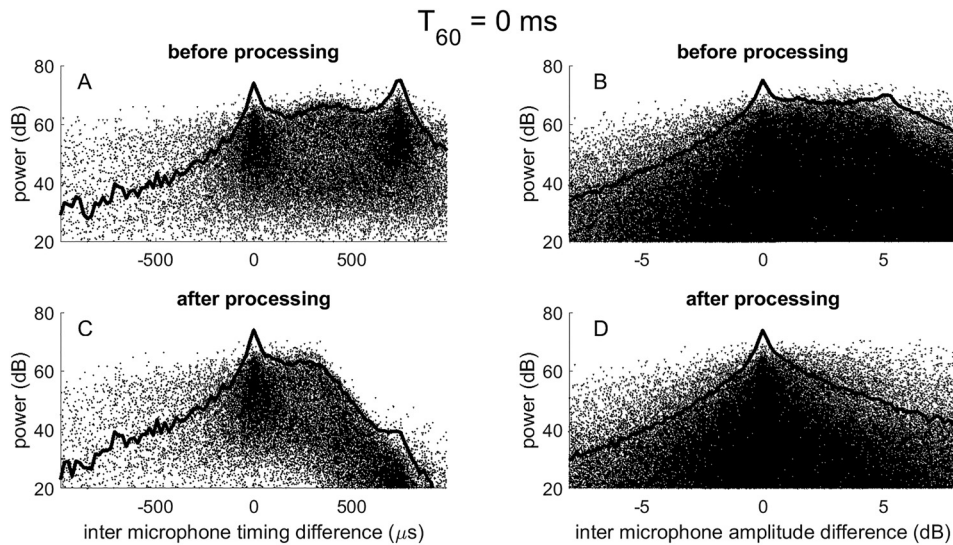 T60 = 0 ms
before processing
A
power (dB)
80
60
40
20
-500 0 500
before processing
B
power (dB)
80
60
40
20
-5 0 5
after processing
C
power (dB)
80
60
40
20
-500 0 500
inter microphone timing difference (μs)
after processing
D
power (dB)
80
60
40
20
-5 0 5
inter microphone amplitude difference (dB)